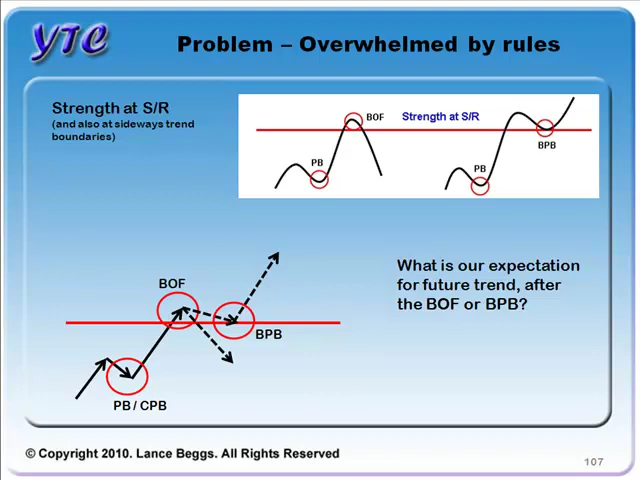 YTC
Problem – Overwhelmed by rules
Strength at S/R
(and also at sideways trend
boundaries)
BOF
Strength at S/R
PB
PB
BPB
What is our expectation
for future trend, after
the BOF or BPB?
BOF
BPB
PB / CPB
© Copyright 2010. Lance Beggs. All Rights Reserved
107